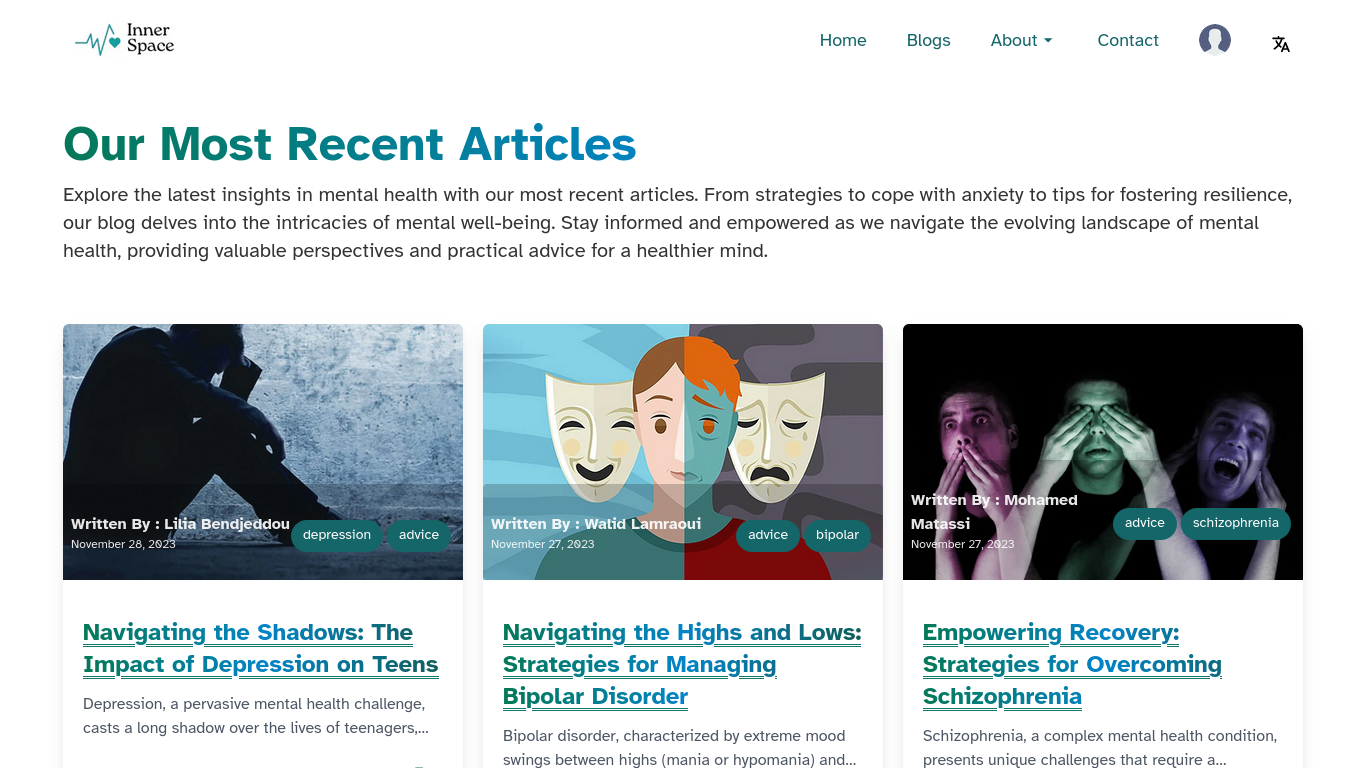 Inner
Space
Home
Blogs
About
Contact
Our Most Recent Articles
Explore the latest insights in mental health with our most recent articles. From strategies to cope with anxiety to tips for fostering resilience,
our blog delves into the intricacies of mental well-being. Stay informed and empowered as we navigate the evolving landscape of mental
health, providing valuable perspectives and practical advice for a healthier mind.
Written By : Lilia Bendjeddou
November 28, 2023
depression
advice
Navigating the Shadows: The
Impact of Depression on Teens
Depression, a pervasive mental health challenge,
casts a long shadow over the lives of teenagers,...
Written By : Walid Lamraoui
November 27, 2023
advice
bipolar
Navigating the Highs and Lows:
Strategies for Managing
Bipolar Disorder
Bipolar disorder, characterized by extreme mood
swings between highs (mania or hypomania) and...
Written By : Mohamed
Matassi
November 27, 2023
advice
schizophrenia
Empowering Recovery:
Strategies for Overcoming
Schizophrenia
Schizophrenia, a complex mental health condition,
presents unique challenges that require a...